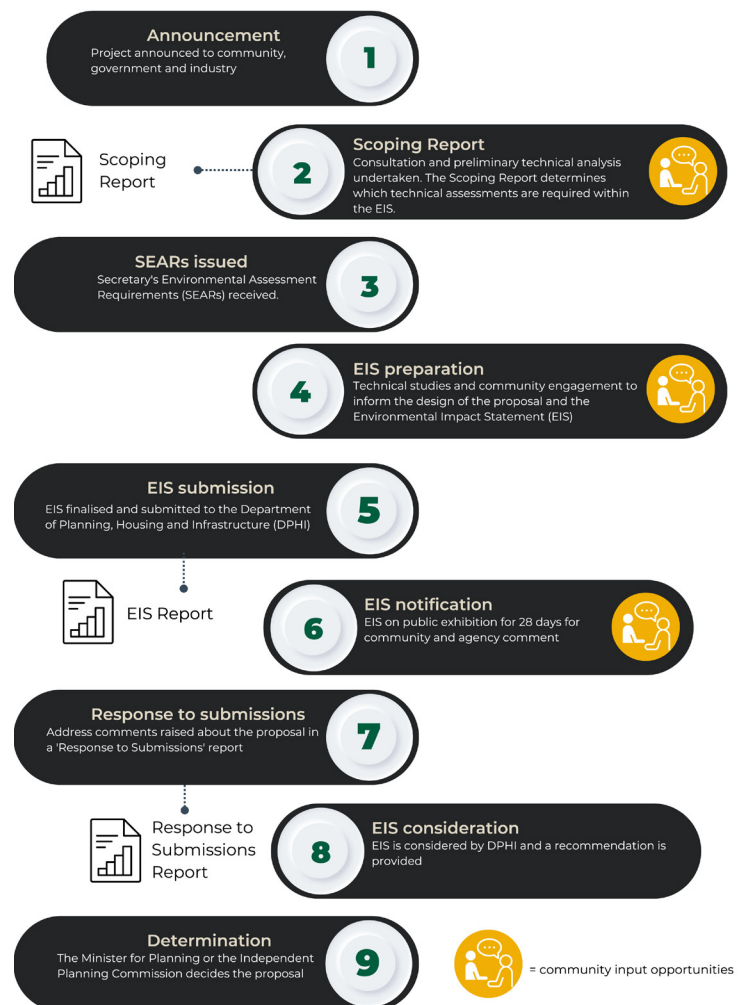 Announcement
Project announced to community,
government and industry
1
Scoping
Report
2
Scoping Report
Consultation and preliminary technical analysis
undertaken. The Scoping Report determines
which technical assessments are required within
the EIS.
SEARs issued
Secretary's Environmental Assessment
Requirements (SEARs) received.
3
4
EIS preparation
Technical studies and community engagement to
inform the design of the proposal and the
Environmental Impact Statement (EIS)
EIS submission
EIS finalised and submitted to the Department
of Planning, Housing and Infrastructure (DPHI)
5
EIS Report
6
EIS notification
EIS on public exhibition for 28 days for
community and agency comment
Response to submissions
Address comments raised about the proposal in
a 'Response to Submissions' report
7
Response to
Submissions
Report
8
EIS consideration
EIS is considered by DPHI and a recommendation is
provided
Determination
The Minister for Planning or the Independent
Planning Commission decides the proposal
9
= community input opportunities